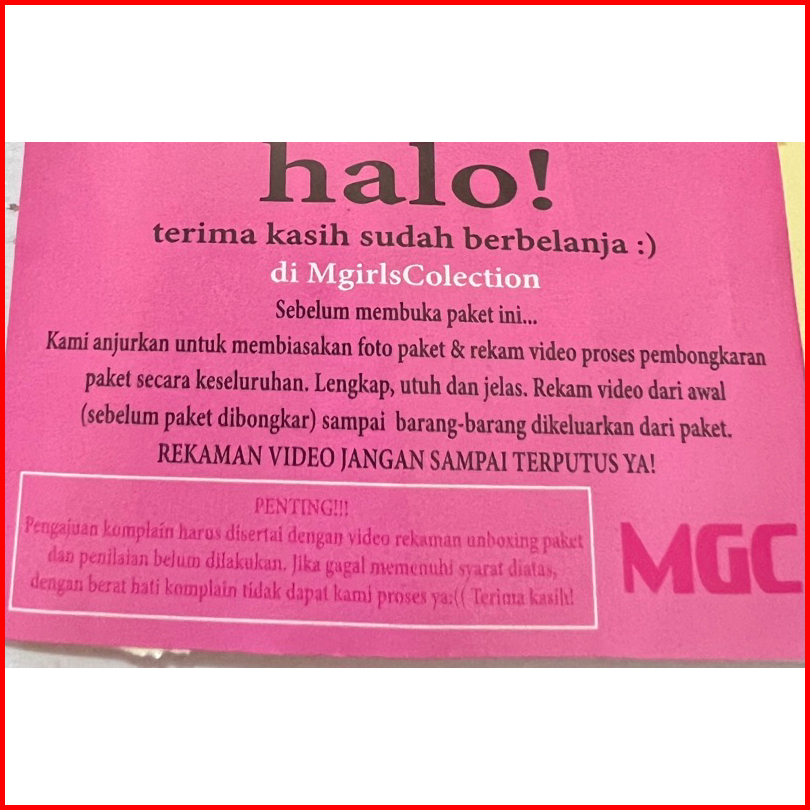 halo!
terima kasih sudah berbelanja :)
di MgirlsColection
Sebelum membuka paket ini...
Kami anjurkan untuk membiasakan foto paket & rekam video proses pembongkaran
paket secara keseluruhan. Lengkap, utuh dan jelas. Rekam video dari awal
(sebelum paket dibongkar) sampai barang-barang dikeluarkan dari paket.
REKAMAN VIDEO JANGAN SAMPAI TERPUTUS YA!
PENTING!!!
Pengajuan komplain harus disertai dengan video rekaman unboxing paket
dan penilaian belum dilakukan. Jika gagal memenuhi syarat diatas,
dengan berat hati komplain tidak dapat kami proses ya:(( Terima kasih!
MGC